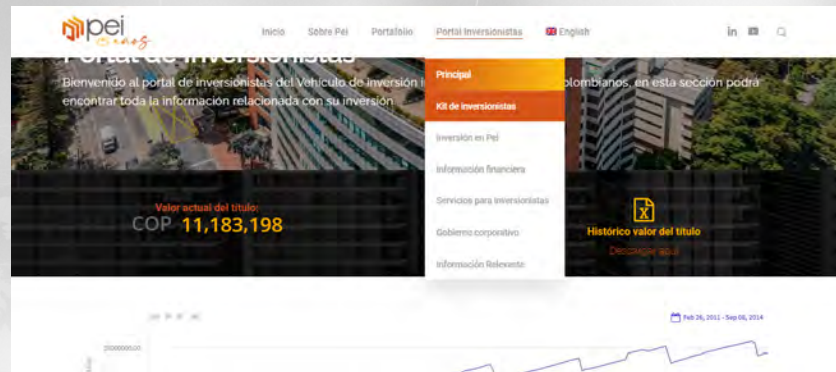 pei
años
Inicio
Sobre Pei
Portafolio
Portal Inversionistas
English
in
Portal de Inversionistas
Bienvenido al portal de inversionistas del Vehículo de Inversión i
olombianos, en esta sección podrá
encontrar toda la información relacionada con su inversión
Principal
Kit de inversionistas
Inversión en Pei
Información financiera
Servicios para inversionistas
Gobierno corporativo
Información Relevante
Valor actual del título:
COP 11,183,198
Histórico valor del título
Descargar aquí
Feb 26, 2011 - Sep 08, 2014